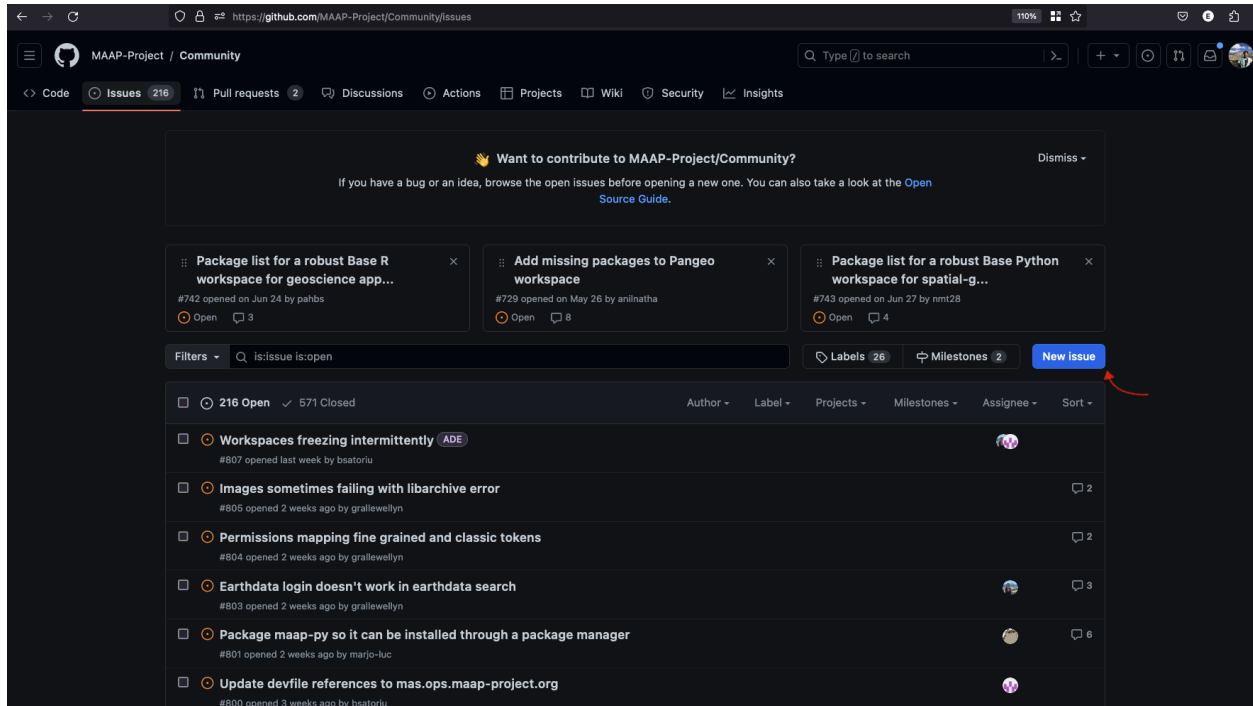 https://github.com/MAAP-Project/Community/issues
110%
MAAP-Project / Community
Type / to search
Code
Issues 216
Pull requests 2
Discussions
Actions
Projects
Wiki
Security
Insights
👋 Want to contribute to MAAP-Project/Community?
Dismiss
If you have a bug or an idea, browse the open issues before opening a new one. You can also take a look at the Open
Source Guide.
Package list for a robust Base R
workspace for geoscience app...
#742 opened on Jun 24 by pahbs
Open 3
Add missing packages to Pangeo
workspace
#729 opened on May 26 by anilnatha
Open 8
Package list for a robust Base Python
workspace for spatial-g...
#743 opened on Jun 27 by nmt28
Open 4
Filters
is:issue is:open
Labels 26
Milestones 2
New issue
216 Open
571 Closed
Author
Label
Projects
Milestones
Assignee
Sort
Workspaces freezing intermittently ADE
#807 opened last week by bsatoriu
Images sometimes failing with libarchive error
2
#805 opened 2 weeks ago by grallewellyn
Permissions mapping fine grained and classic tokens
2
#804 opened 2 weeks ago by grallewellyn
Earthdata login doesn't work in earthdata search
3
#803 opened 2 weeks ago by grallewellyn
Package maap-py so it can be installed through a package manager
6
#801 opened 2 weeks ago by marjo-luc
Update devfile references to mas.ops.maap-project.org
#800 opened 3 weeks ago by bsatoriu